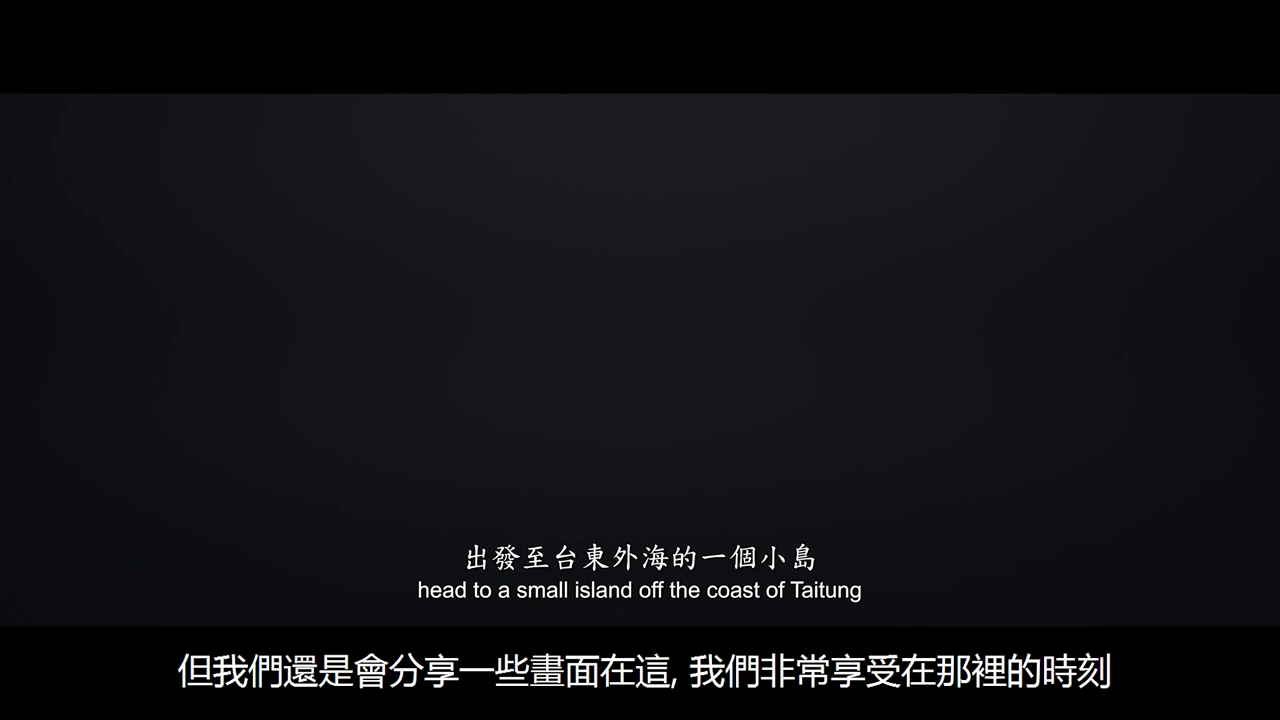 出發至台東外海的一個小島
head to a small island off the coast of Taitung
但我們還是會分享一些畫面在這, 我們非常享受在那裡的時刻